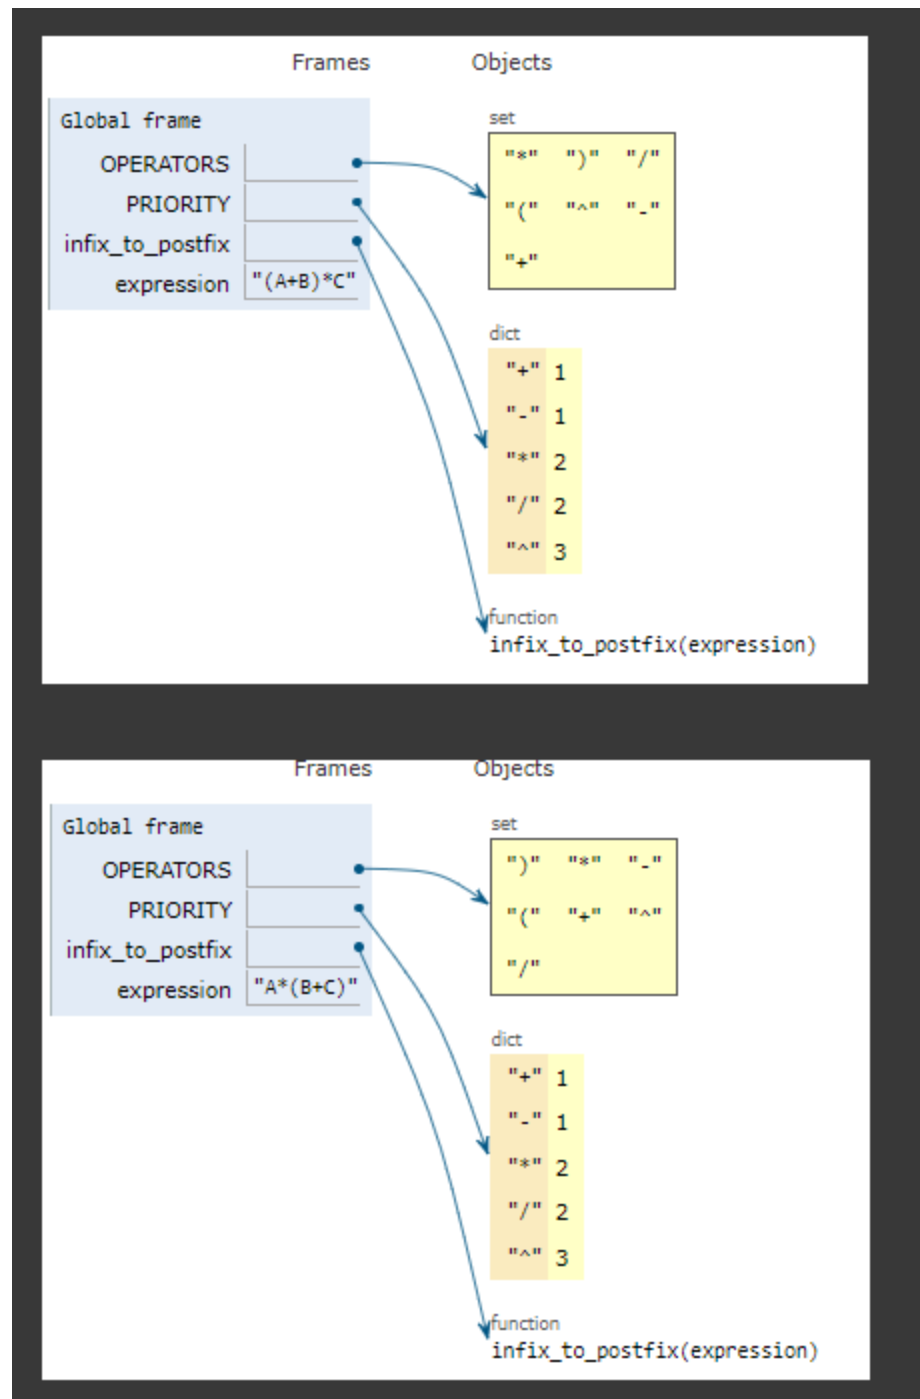 Frames Objects
Global frame
OPERATORS
PRIORITY
infix_to_postfix
expression "(A+B)*C"
set
"*" ")" "/"
"(" "^" "-"
"+"
dict
"+" 1
"-" 1
"*" 2
"/" 2
"^" 3
function
infix_to_postfix(expression)
Frames Objects
Global frame
OPERATORS
PRIORITY
infix_to_postfix
expression "A*(B+C)"
set
")" "*" "-"
"(" "+" "^"
"/"
dict
"+" 1
"-" 1
"*" 2
"/" 2
"^" 3
function
infix_to_postfix(expression)